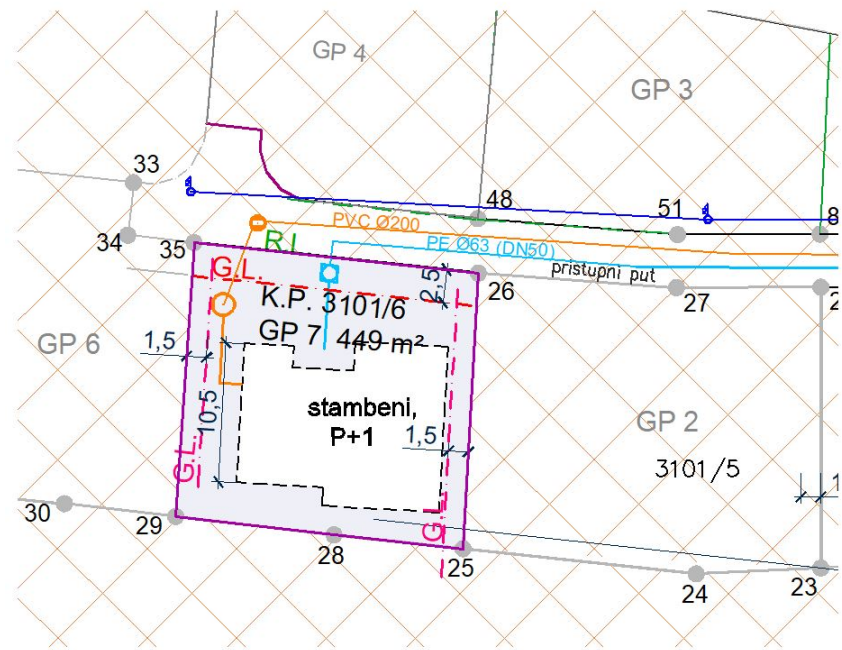 GP 4
GP 3
33
48
51
8
34
35
PVC Ø200
R.L.
PE Ø63 (DN50)
pristupni put
G.L.
2,5
26
27
2
K.P. 3101/6
GP 7 449 m²
GP 6
1,5
10,5
stambeni,
P+1
1,5
GP 2
3101/5
1
G.L.
G.L.
30
29
28
25
24
23